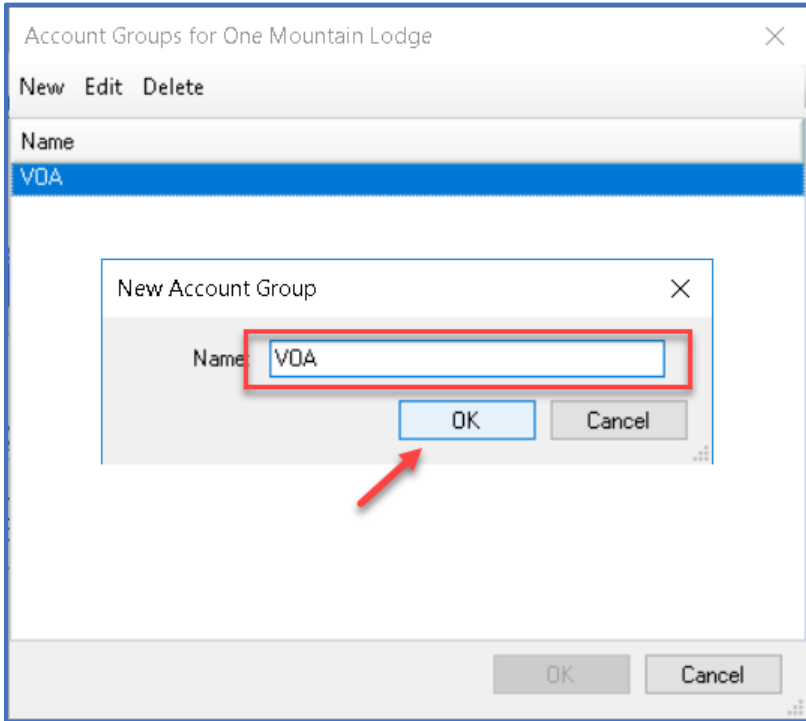 Account Groups for One Mountain Lodge
New Edit Delete
Name
VOA
New Account Group
Name: VOA
OK Cancel
OK Cancel